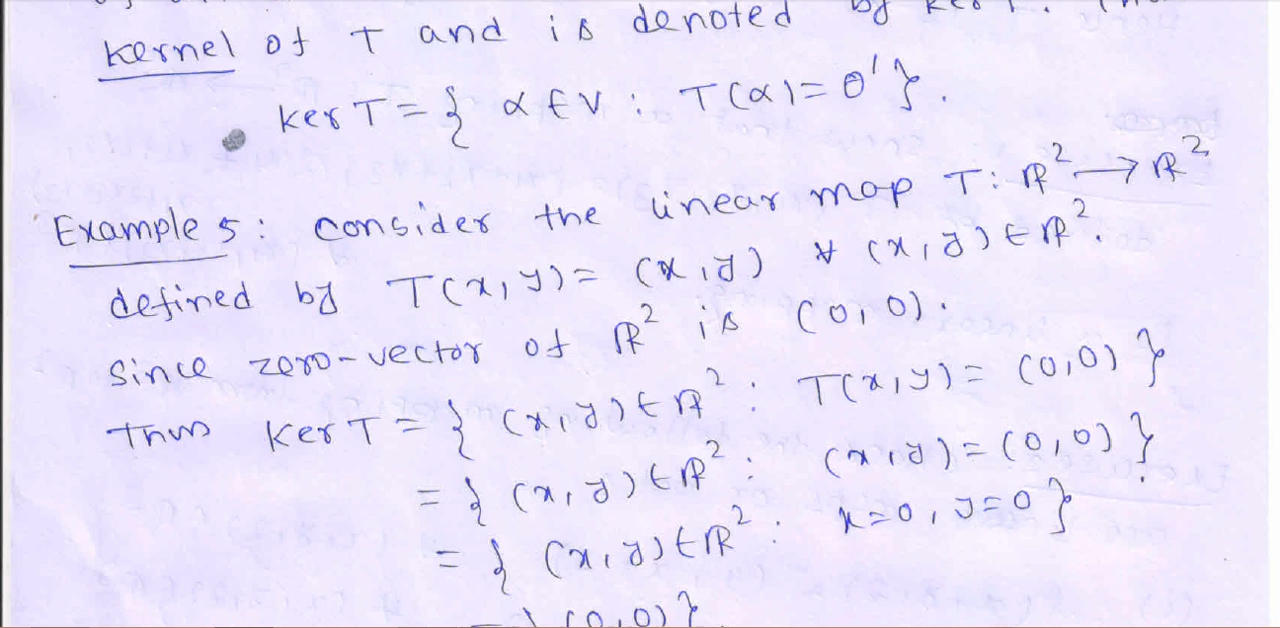 kernel of T and is denoted by ker T.
ker T = { α ∈ V : T(α) = θ' }.
Example 5: Consider the linear map T: ℝ² → ℝ²
defined by T(x, y) = (x, y) ∀ (x, y) ∈ ℝ².
Since zero-vector of ℝ² is (0, 0).
Thus Ker T = { (x, y) ∈ ℝ² : T(x, y) = (0, 0) }
= { (x, y) ∈ ℝ² : (x, y) = (0, 0) }.
= { (x, y) ∈ ℝ² : x = 0, y = 0 }
= { (0, 0) }